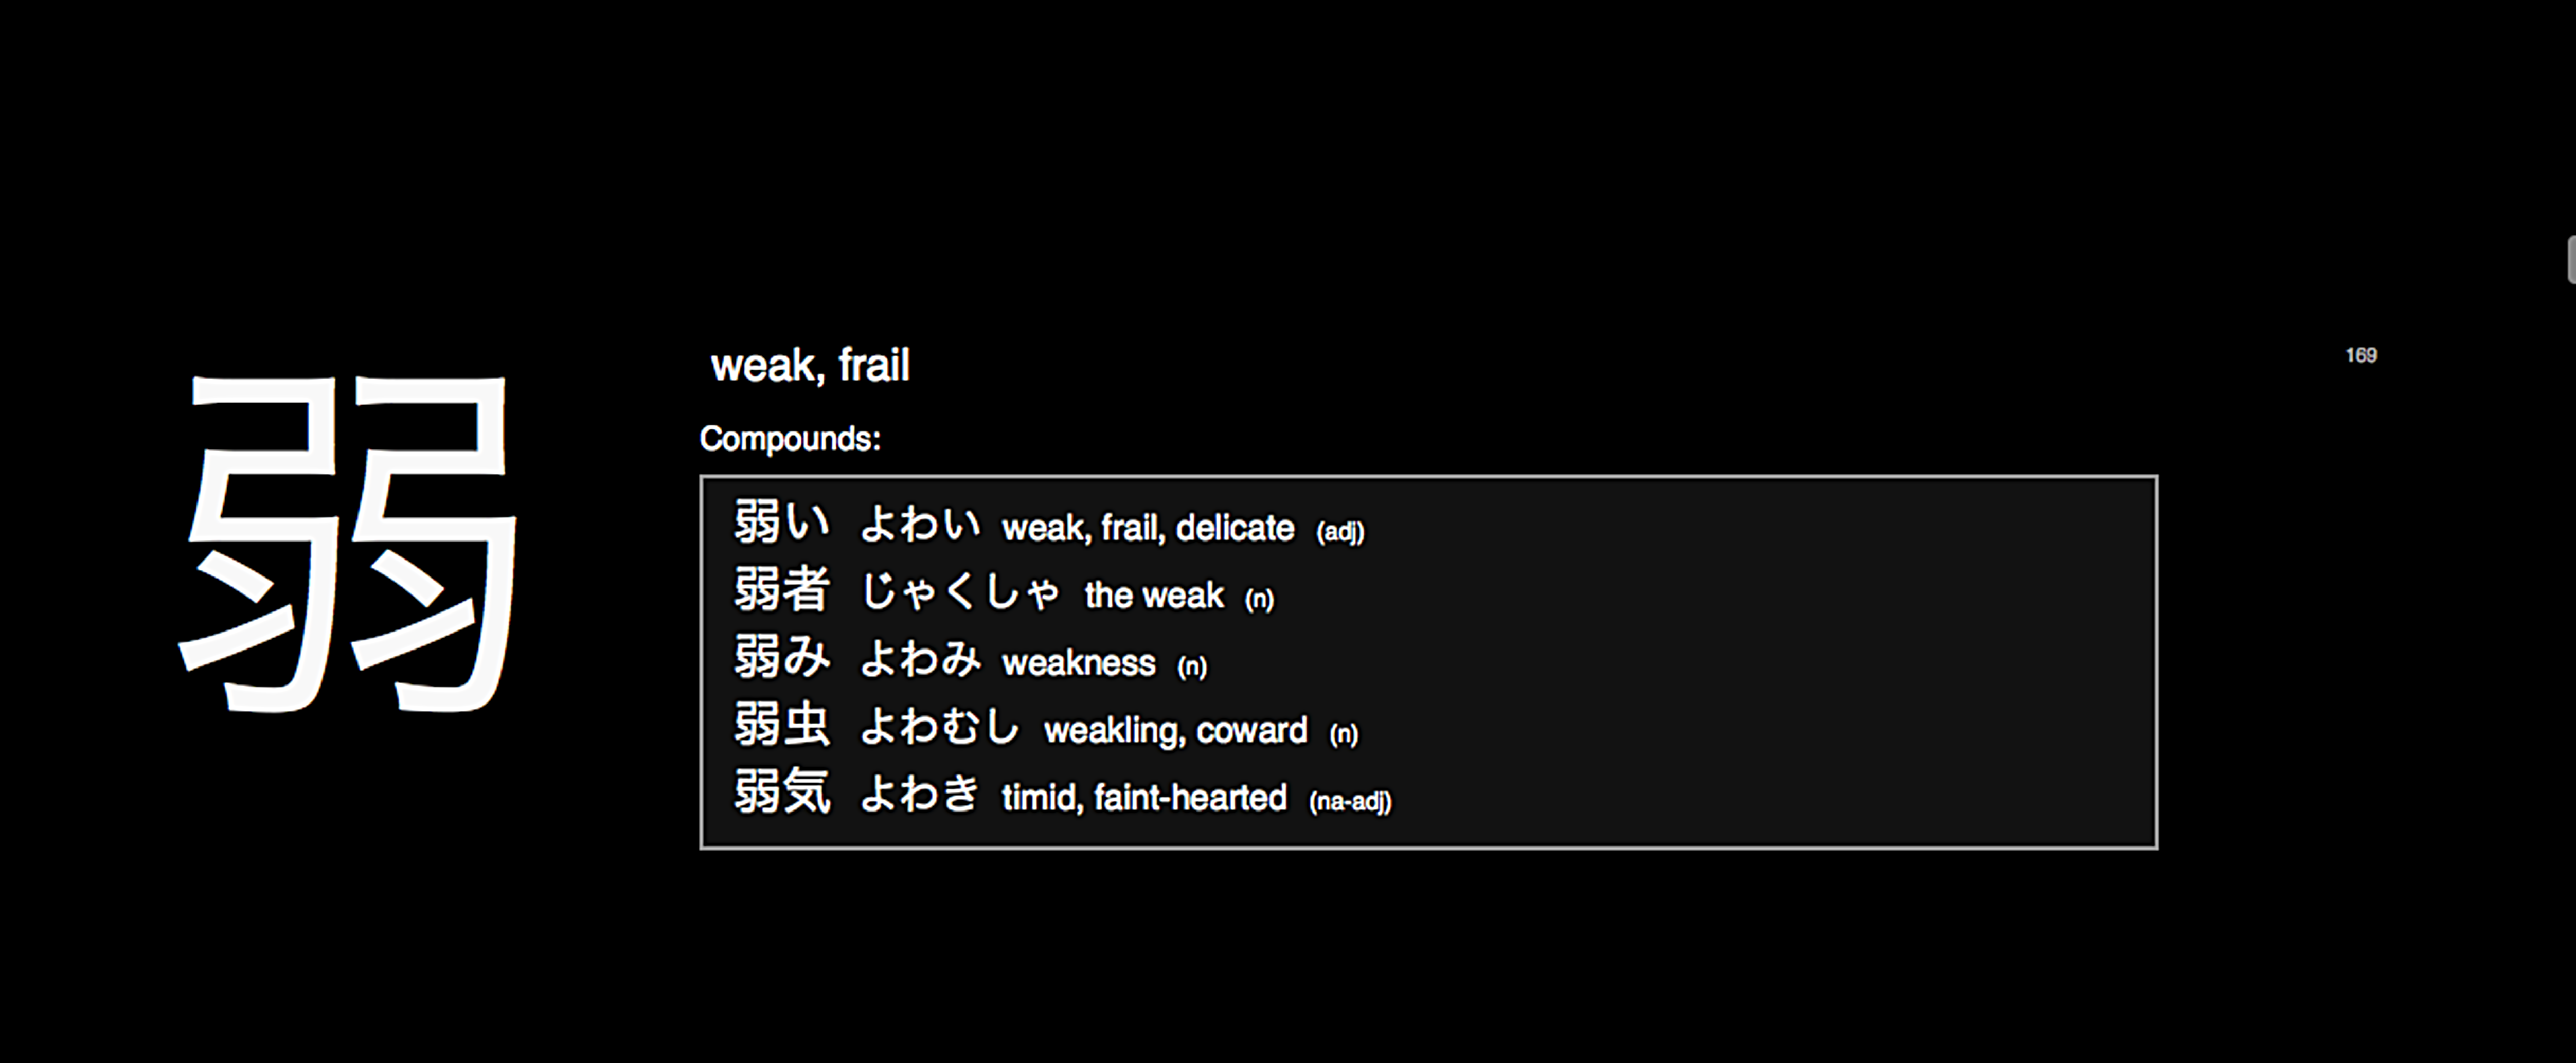 弱
weak, frail
169
Compounds:
弱い よわい weak, frail, delicate (adj)
弱者 じゃくしゃ the weak (n)
弱み よわみ weakness (n)
弱虫 よわむし weakling, coward (n)
弱気 よわき timid, faint-hearted (na-adj)